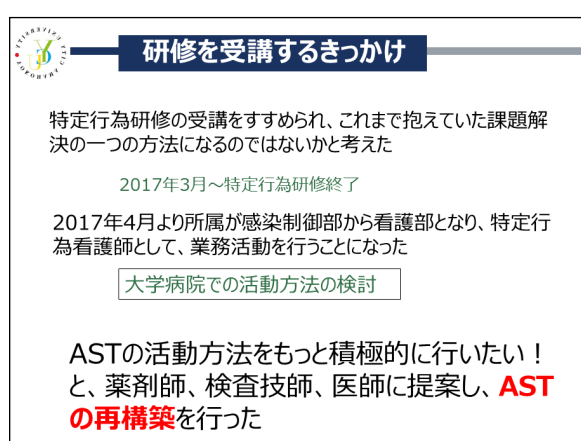 研修を受講するきっかけ
特定行為研修の受講をすすめられ、これまで抱えていた課題解
決の一つの方法になるのではないかと考えた
2017年3月～特定行為研修終了
2017年4月より所属が感染制御部から看護部となり、特定行
為看護師として、業務活動を行うことになった
大学病院での活動方法の検討
ASTの活動方法をもっと積極的に行いたい！
と、薬剤師、検査技師、医師に提案し、AST
の再構築を行った